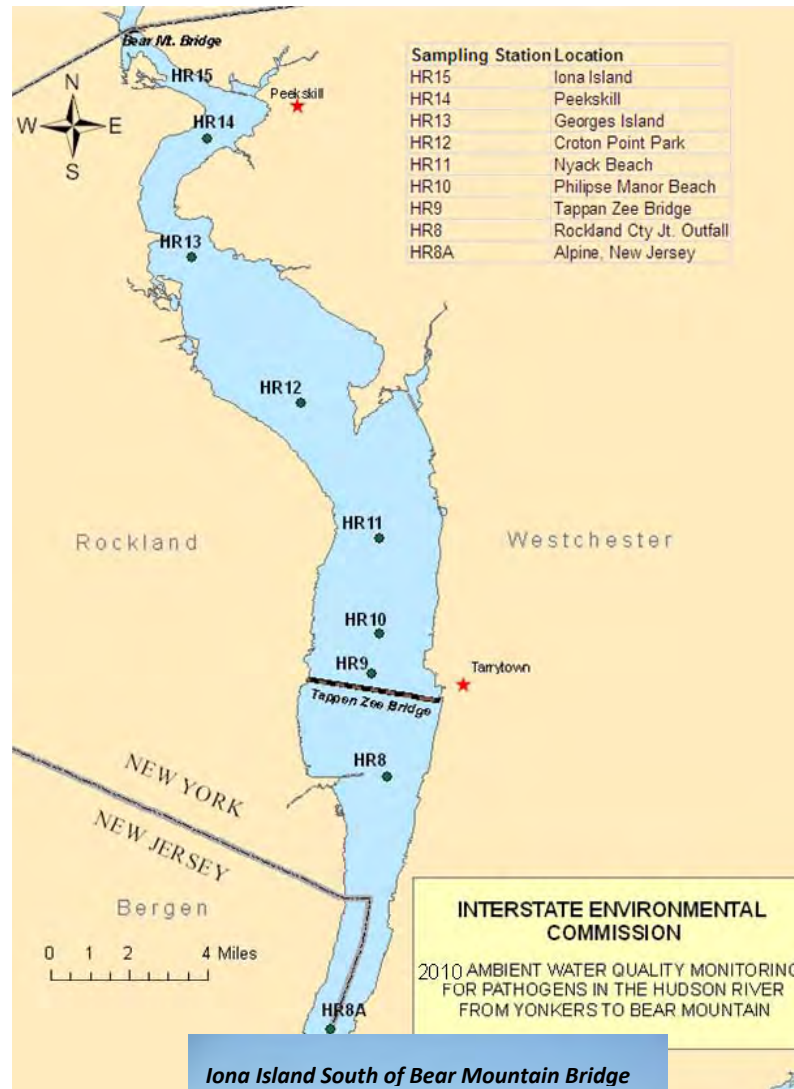 Bear Mt. Bridge
HR15
Peekskill
HR14
N
W E
S
Sampling Station Location
HR15 Iona Island
HR14 Peekskill
HR13 Georges Island
HR12 Croton Point Park
HR11 Nyack Beach
HR10 Philipse Manor Beach
HR9 Tappan Zee Bridge
HR8 Rockland Cty Jt. Outfall
HR8A Alpine, New Jersey
HR13
HR12
HR11
Rockland
Westchester
HR10
HR9
Tarrytown
Tappen Zee Bridge
HR8
NEW YORK
NEW JERSEY
Bergen
0 1 2 4 Miles
HR8A
INTERSTATE ENVIRONMENTAL
COMMISSION
2010 AMBIENT WATER QUALITY MONITORING
FOR PATHOGENS IN THE HUDSON RIVER
FROM YONKERS TO BEAR MOUNTAIN
Iona Island South of Bear Mountain Bridge